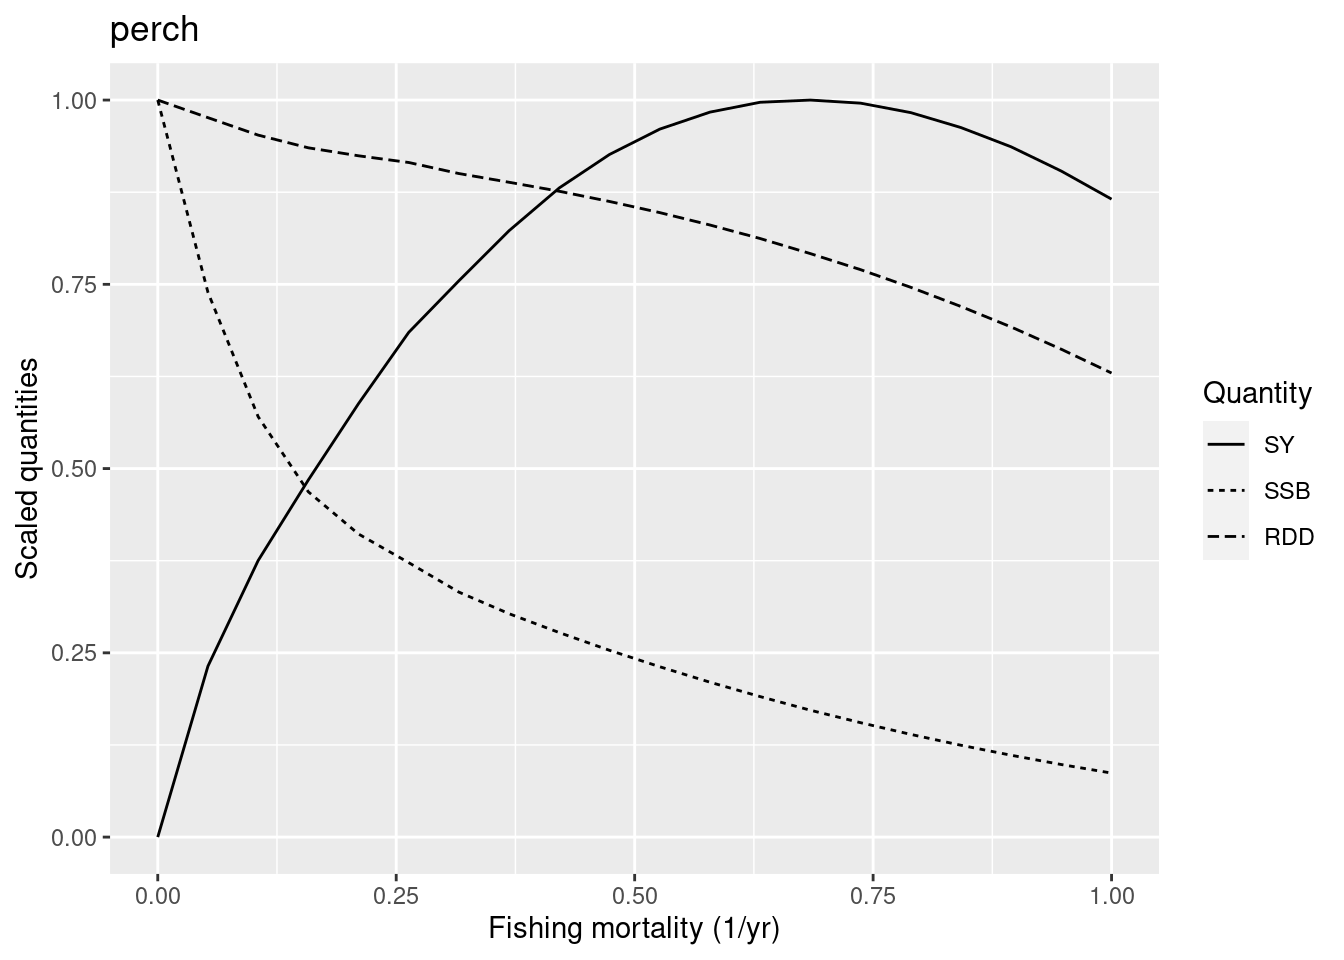 perch
1.00
0.75
0.50
0.25
0.00
Scaled quantities
0.00 0.25 0.50 0.75 1.00
Fishing mortality (1/yr)
Quantity
SY
SSB
RDD